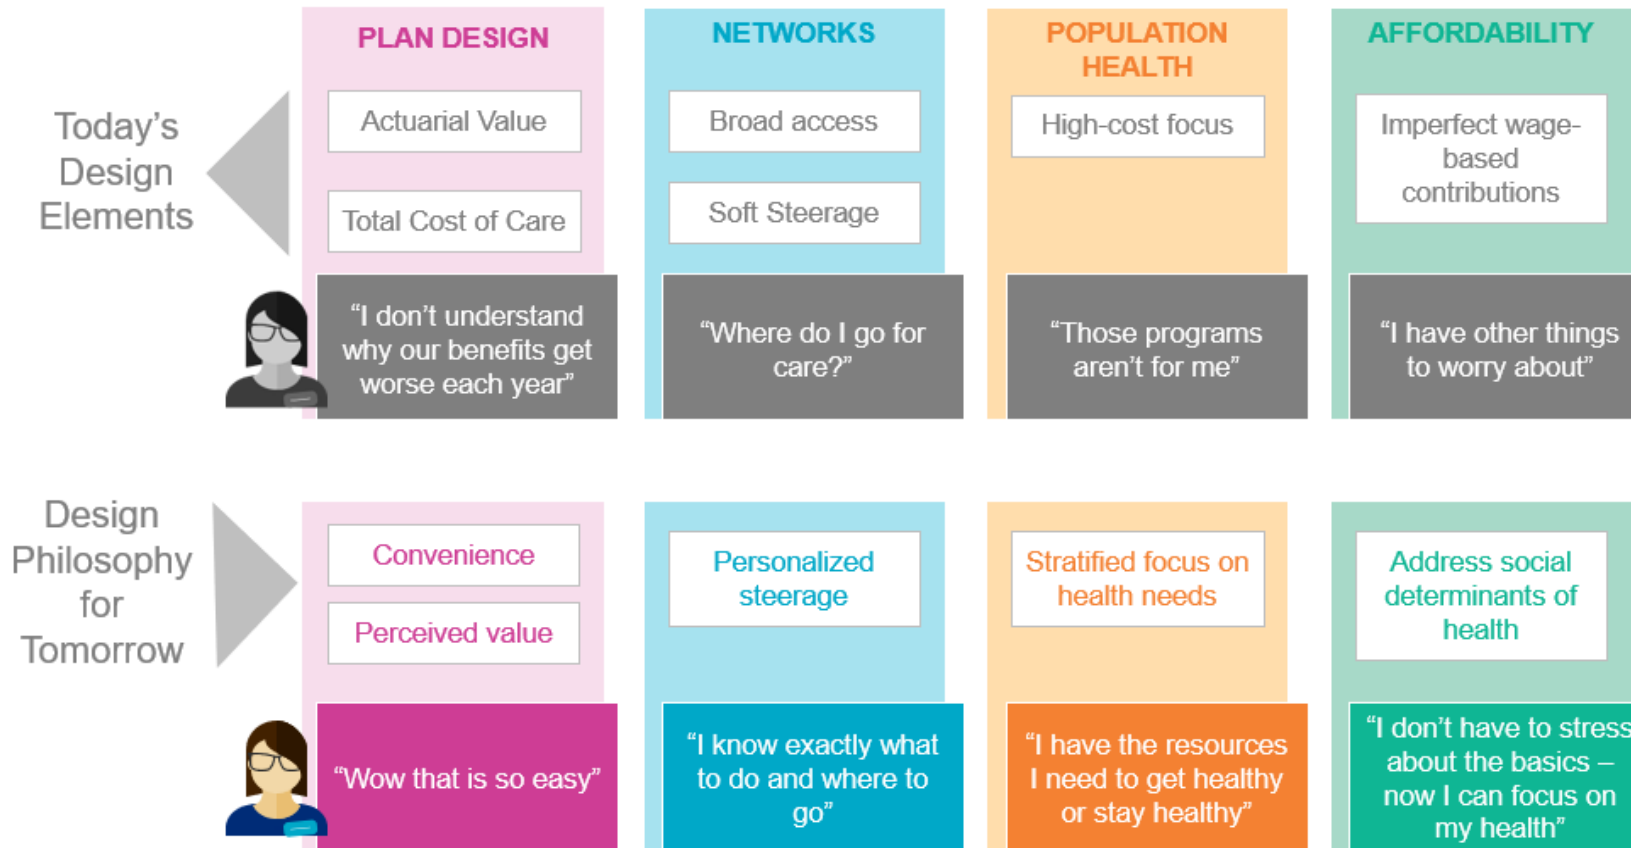 PLAN DESIGN
NETWORKS
POPULATION
HEALTH
AFFORDABILITY
Today’s
Design
Elements
Actuarial Value
Total Cost of Care
Broad access
Soft Steerage
High-cost focus
Imperfect wage-
based
contributions
“I don’t understand
why our benefits get
worse each year”
“Where do I go for
care?”
“Those programs
aren’t for me”
“I have other things
to worry about”
Design
Philosophy
for
Tomorrow
Convenience
Perceived value
Personalized
steerage
Stratified focus on
health needs
Address social
determinants of
health
“Wow that is so easy”
“I know exactly what
to do and where to
go”
“I have the resources
I need to get healthy
or stay healthy”
“I don’t have to stress
about the basics –
now I can focus on
my health”